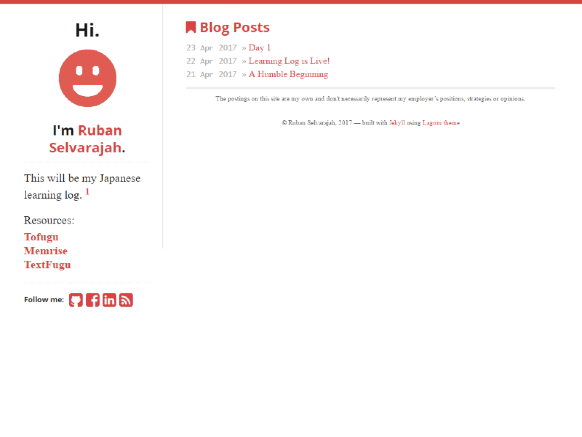 Hi.
I'm Ruban
Selvarajah.
This will be my Japanese
learning log. 1
Resources:
Tofugu
Memrise
TextFugu
Follow me:
Blog Posts
23 Apr 2017 » Day 1
22 Apr 2017 » Learning Log is Live!
21 Apr 2017 » A Humble Beginning
The postings on this site are my own and don't necessarily represent my employer's positions, strategies or opinions.
© Ruban Selvarajah, 2017 — built with Jekyll using Lagom theme